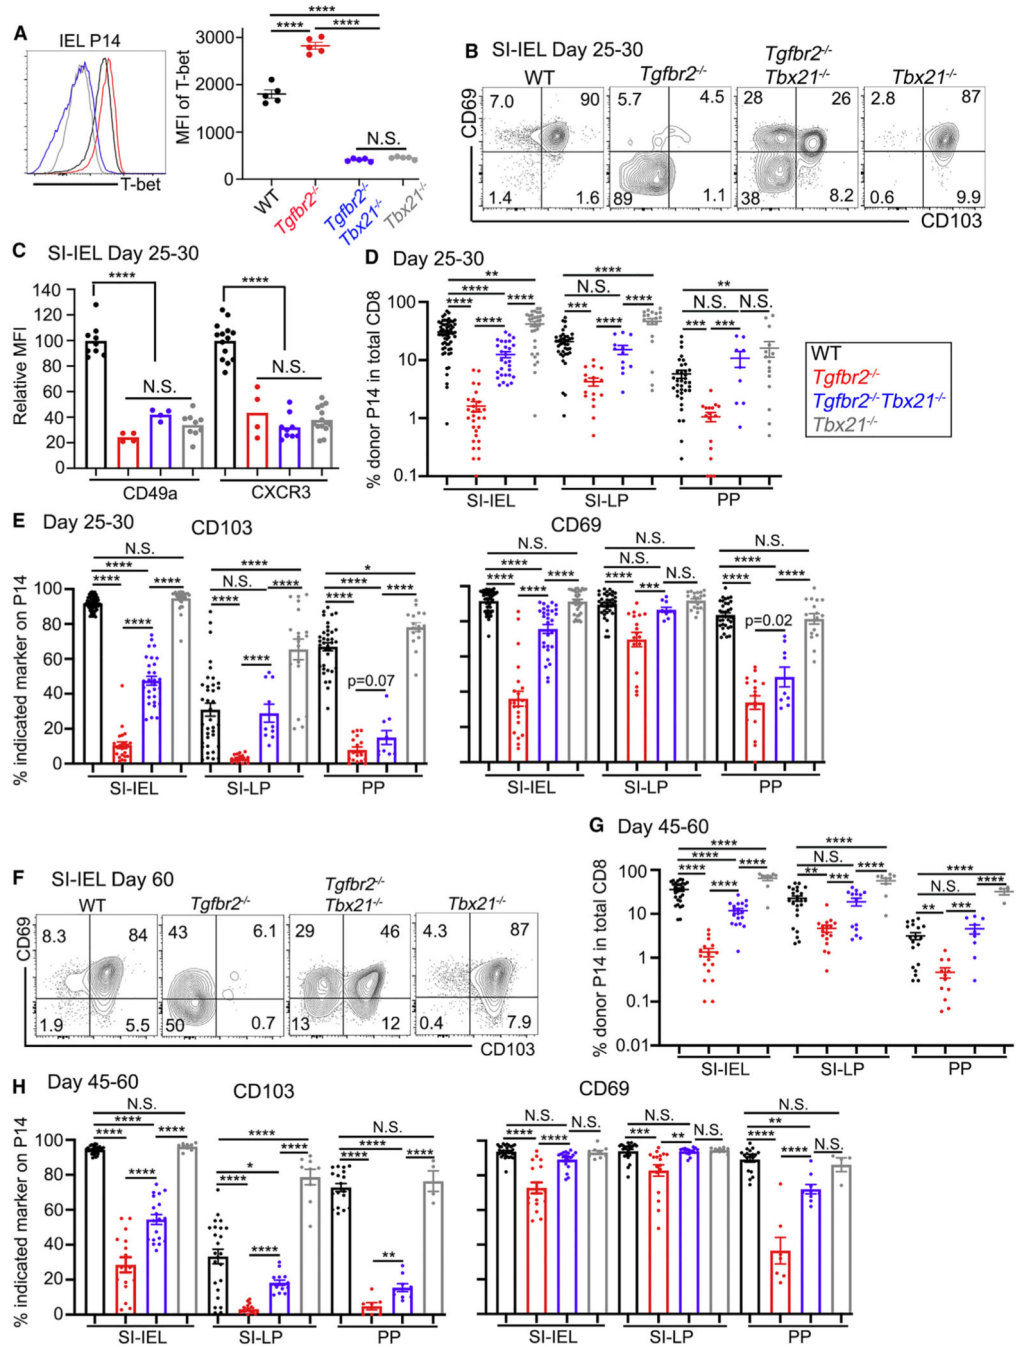 A
IEL P14
T-bet
MFI of T-bet
3000
2000
1000
0
****
**** ****
N.S.
WT
Tgfbr2-/-
Tgfbr2-/-
Tbx21-/-
Tbx21-/-
B SI-IEL Day 25-30
WT
Tgfbr2-/-
Tgfbr2-/-
Tbx21-/-
Tbx21-/-
CD69
7.0 90
1.4 1.6
5.7 4.5
89 1.1
28 26
38 8.2
2.8 87
0.6 9.9
CD103
C SI-IEL Day 25-30
Relative MFI
140
120
100
80
60
40
20
0
**** ****
N.S. N.S.
CD49a CXCR3
D Day 25-30
% donor P14 in total CD8
100
10
1
0.1
** **** **
**** N.S. N.S. N.S.
**** **** **** *** **** **** *** ***
SI-IEL SI-LP PP
WT
Tgfbr2-/-
Tgfbr2-/-Tbx21-/-
Tbx21-/-
E Day 25-30
CD103
% indicated marker on P14
100
80
60
40
20
0
N.S. **** *
**** N.S. ****
**** **** **** **** **** ****
**** **** p=0.07
SI-IEL SI-LP PP
CD69
N.S. N.S. N.S.
**** N.S. ****
**** **** **** **** *** N.S. **** ****
p=0.02
SI-IEL SI-LP PP
F SI-IEL Day 60
WT
Tgfbr2-/-
Tgfbr2-/-
Tbx21-/-
Tbx21-/-
CD69
8.3 84
1.9 5.5
43 6.1
50 0.7
29 46
13 12
4.3 87
0.4 7.9
CD103
G Day 45-60
% donor P14 in total CD8
100
10
1
0.1
0.01
**** **** ****
**** N.S. N.S.
**** **** **** ** *** **** ** *** ****
SI-IEL SI-LP PP
H Day 45-60
CD103
% indicated marker on P14
100
80
60
40
20
0
N.S. **** N.S.
**** * ****
**** **** **** **** **** ****
**** **** **
SI-IEL SI-LP PP
CD69
N.S. N.S. N.S.
**** **** N.S. *** ** N.S. ** **** **** N.S.
SI-IEL SI-LP PP